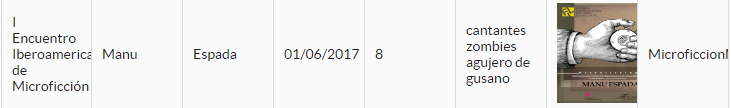 I
Encuentro
Iberoamerica
de
Microficción
Manu
Espada
01/06/2017
8
cantantes
zombies
agujero de
gusano
MANU ESPADA
Microficcion